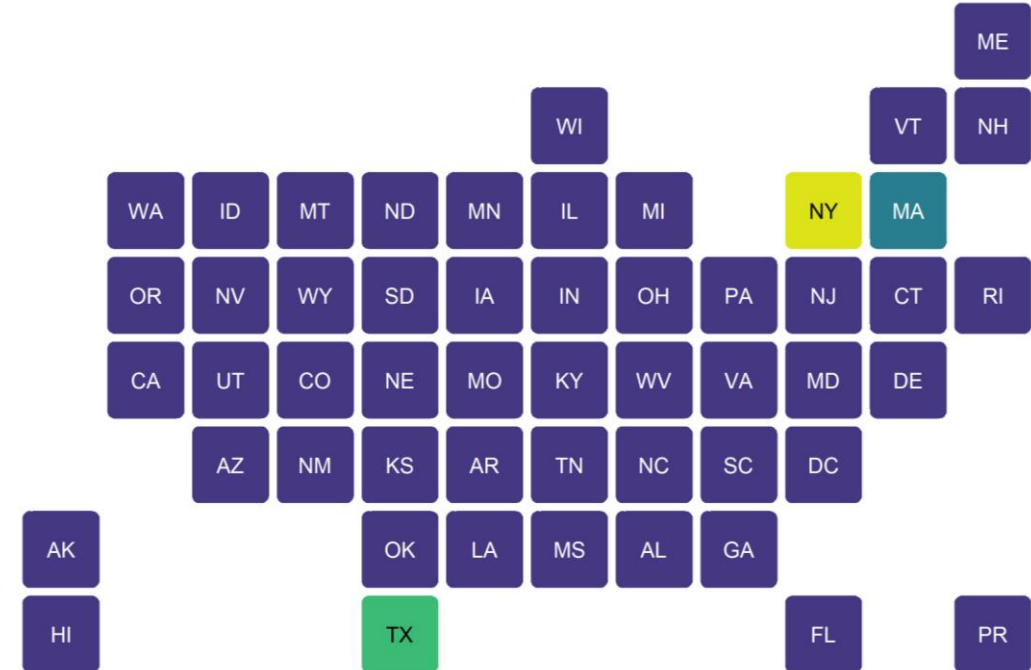 ME
WI VT NH
WA ID MT ND MN IL MI NY MA
OR NV WY SD IA IN OH PA NJ CT RI
CA UT CO NE MO KY WV VA MD DE
AZ NM KS AR TN NC SC DC
AK OK LA MS AL GA
HI TX FL PR